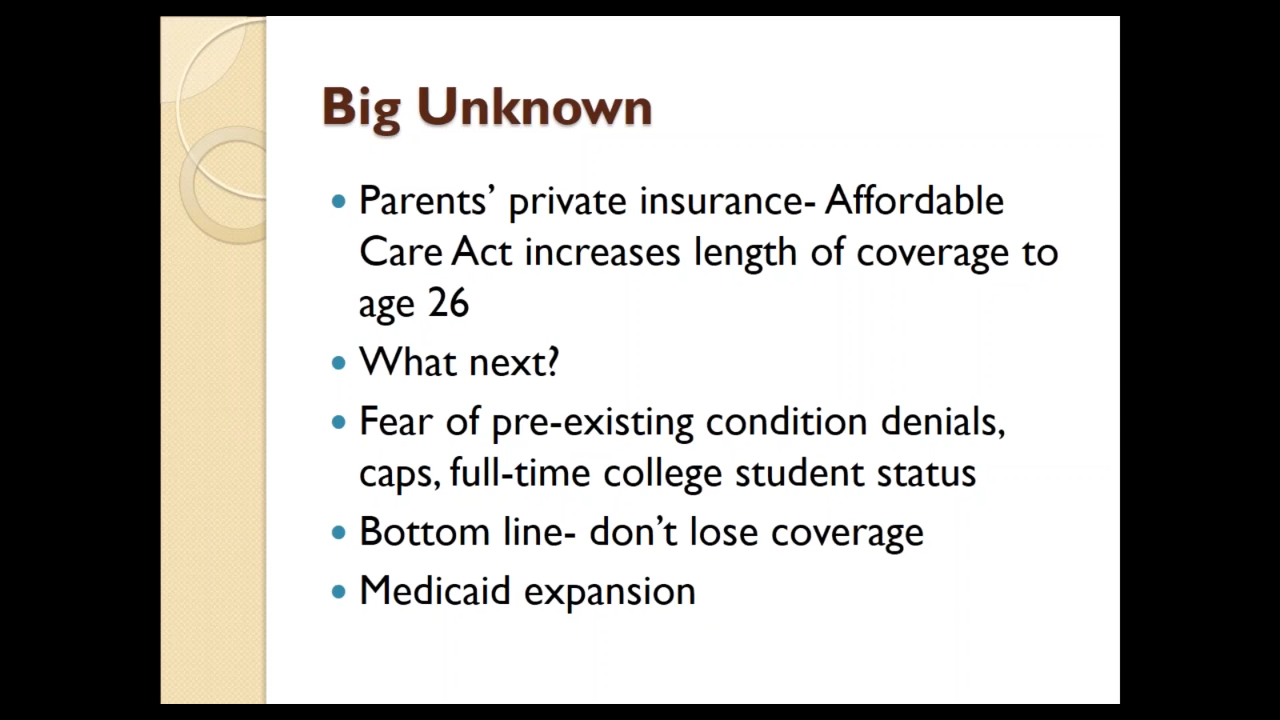 Big Unknown
• Parents’ private insurance- Affordable
Care Act increases length of coverage to
age 26
• What next?
• Fear of pre-existing condition denials,
caps, full-time college student status
• Bottom line- don’t lose coverage
• Medicaid expansion